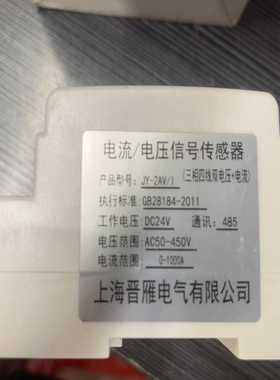 电流/电压信号传感器
产品型号: JY-2AV/I (三相四线双电压+电流)
执行标准: GB28184-2011
工作电压: DC24V 通讯: 485
电压范围: AC50-450V
电流范围: 0-1000A
上海晋雁电气有限公司